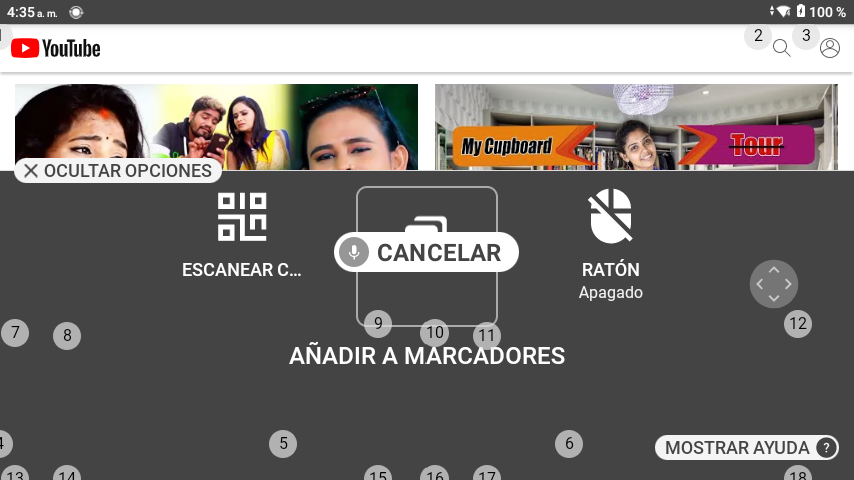 4:35 a. m.
100 %
YouTube
2
3
My Cupboard
Tour
OCULTAR OPCIONES
CANCELAR
ESCANEAR C...
RATÓN
Apagado
7
8
9
10
11
12
AÑADIR A MARCADORES
4
5
6
MOSTRAR AYUDA ?
13
14
15
16
17
18